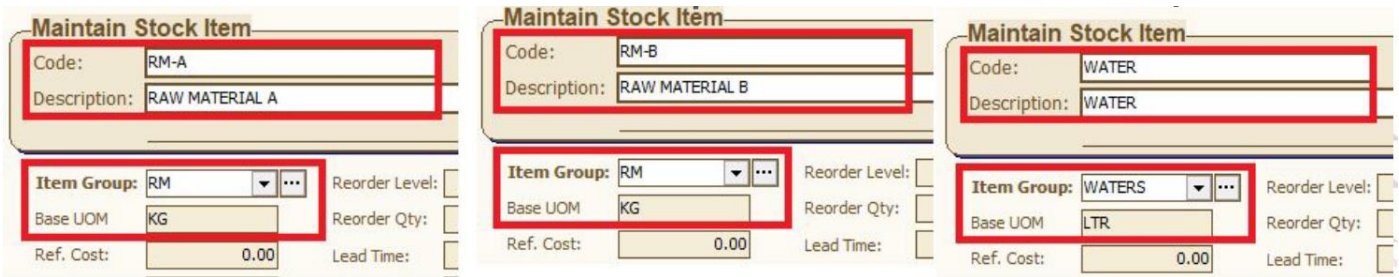 Maintain Stock Item
Code: RM-A
Description: RAW MATERIAL A
Item Group: RM ... Reorder Level:
Base UOM KG Reorder Qty:
Ref. Cost: 0.00 Lead Time:
Maintain Stock Item
Code: RM-B
Description: RAW MATERIAL B
Item Group: RM ... Reorder Level:
Base UOM KG Reorder Qty:
Ref. Cost: 0.00 Lead Time:
Maintain Stock Item
Code: WATER
Description: WATER
Item Group: WATERS ... Reorder Level:
Base UOM LTR Reorder Qty:
Ref. Cost: 0.00 Lead Time: